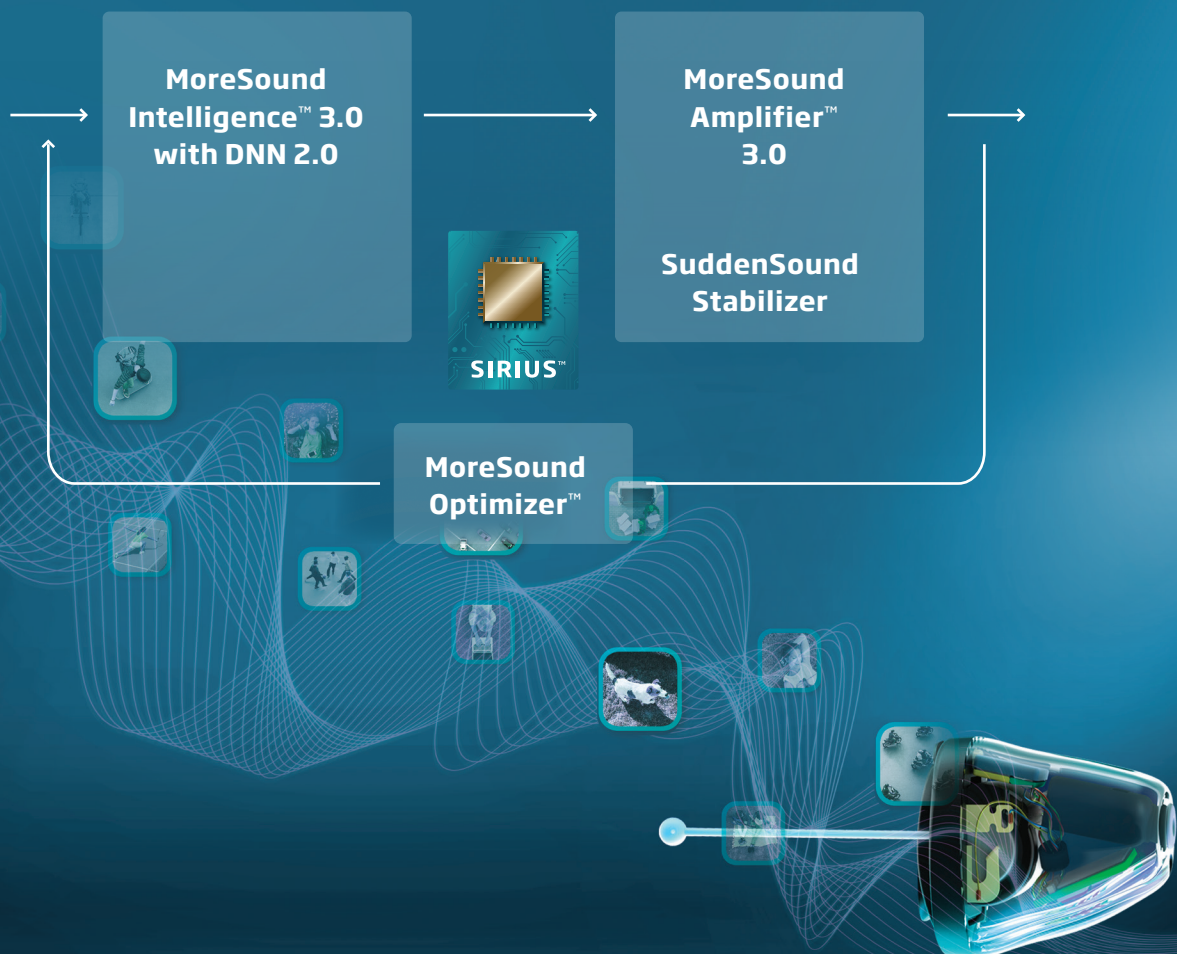 MoreSound
Intelligence™ 3.0
with DNN 2.0
MoreSound
Amplifier™
3.0
SuddenSound
Stabilizer
SIRIUS™
MoreSound
Optimizer™